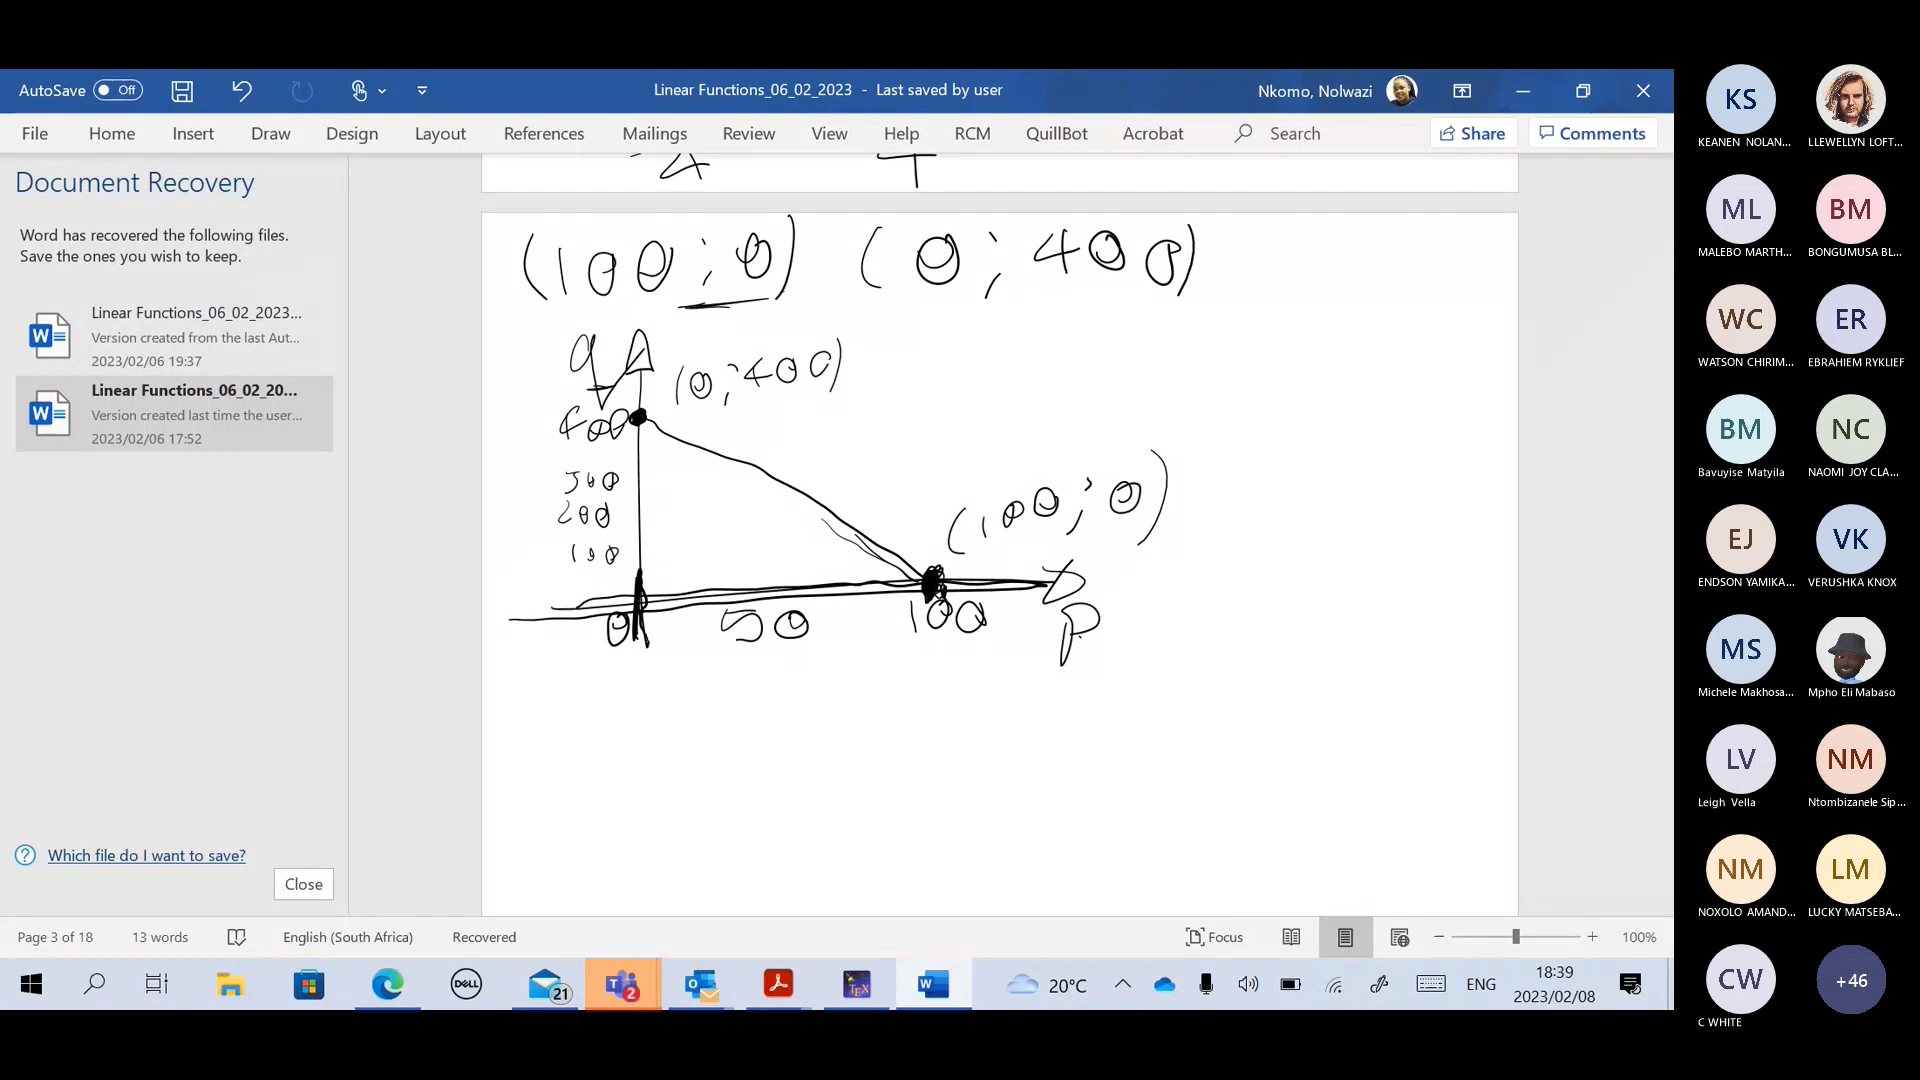 AutoSave Off
Linear Functions_06_02_2023 - Last saved by user
Nkomo, Nolwazi
File Home Insert Draw Design Layout References Mailings Review View Help RCM QuillBot Acrobat Search Share Comments
Document Recovery
Word has recovered the following files.
Save the ones you wish to keep.
Linear Functions_06_02_2023...
Version created from the last Aut...
2023/02/06 19:37
Linear Functions_06_02_20...
Version created last time the user...
2023/02/06 17:52
Which file do I want to save?
Close
(100 ; 0) (0 ; 400)
q
(0 ; 400)
400
300
200
100
(100 ; 0)
0 50 100
P
Page 3 of 18 13 words English (South Africa) Recovered Focus 100%
21
2
DELL
TEX
20°C ENG
18:39
2023/02/08
KS
KEANEN NOLAN...
LLEWELLYN LOFT...
ML
MALEBO MARTH...
BM
BONGUMUSA BL...
WC
WATSON CHIRIM...
ER
EBRAHIEM RYKLIEF
BM
Bavuyise Matyila
NC
NAOMI JOY CLA...
EJ
ENDSON YAMIKA...
VK
VERUSHKA KNOX
MS
Michele Makhosa...
Mpho Eli Mabaso
LV
Leigh Vella
NM
Ntombizanele Sip...
NM
NOXOLO AMAND...
LM
LUCKY MATSEBA...
CW
C WHITE
+46